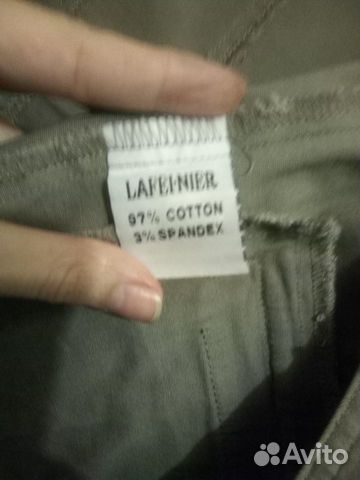 LAFEI-NIER
97% COTTON
3% SPANDEX
Avito